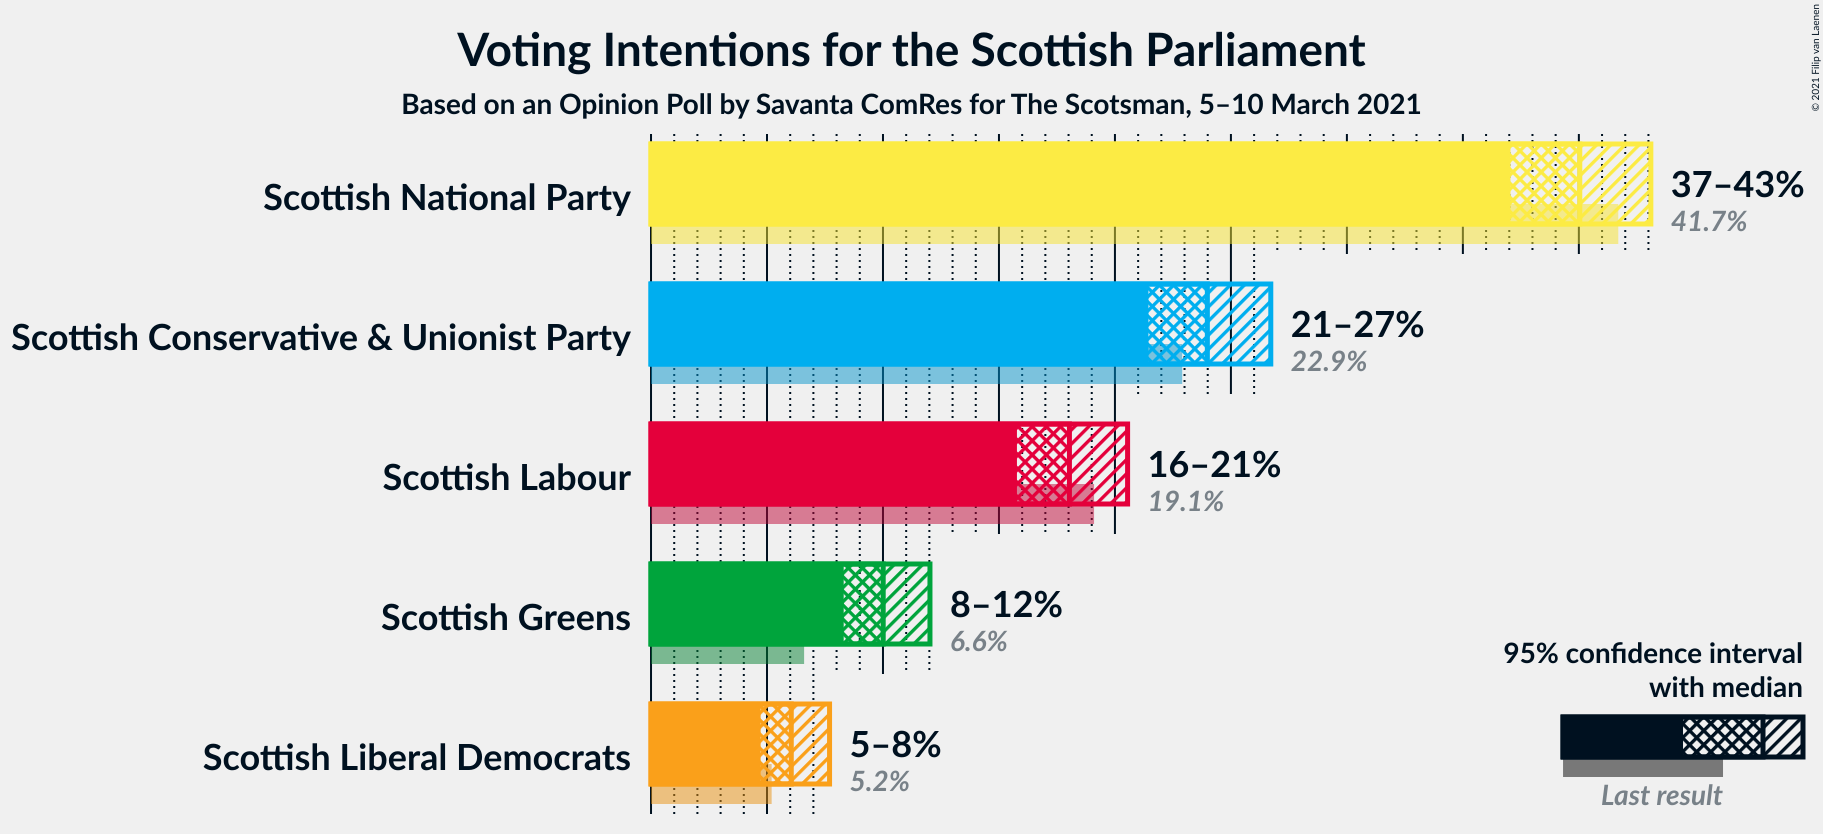 Voting Intentions for the Scottish Parliament
Based on an Opinion Poll by Savanta ComRes for The Scotsman, 5–10 March 2021
© 2021 Filip van Laenen
Scottish National Party
37–43%
41.7%
Scottish Conservative & Unionist Party
21–27%
22.9%
Scottish Labour
16–21%
19.1%
Scottish Greens
8–12%
6.6%
Scottish Liberal Democrats
5–8%
5.2%
95% confidence interval
with median
Last result